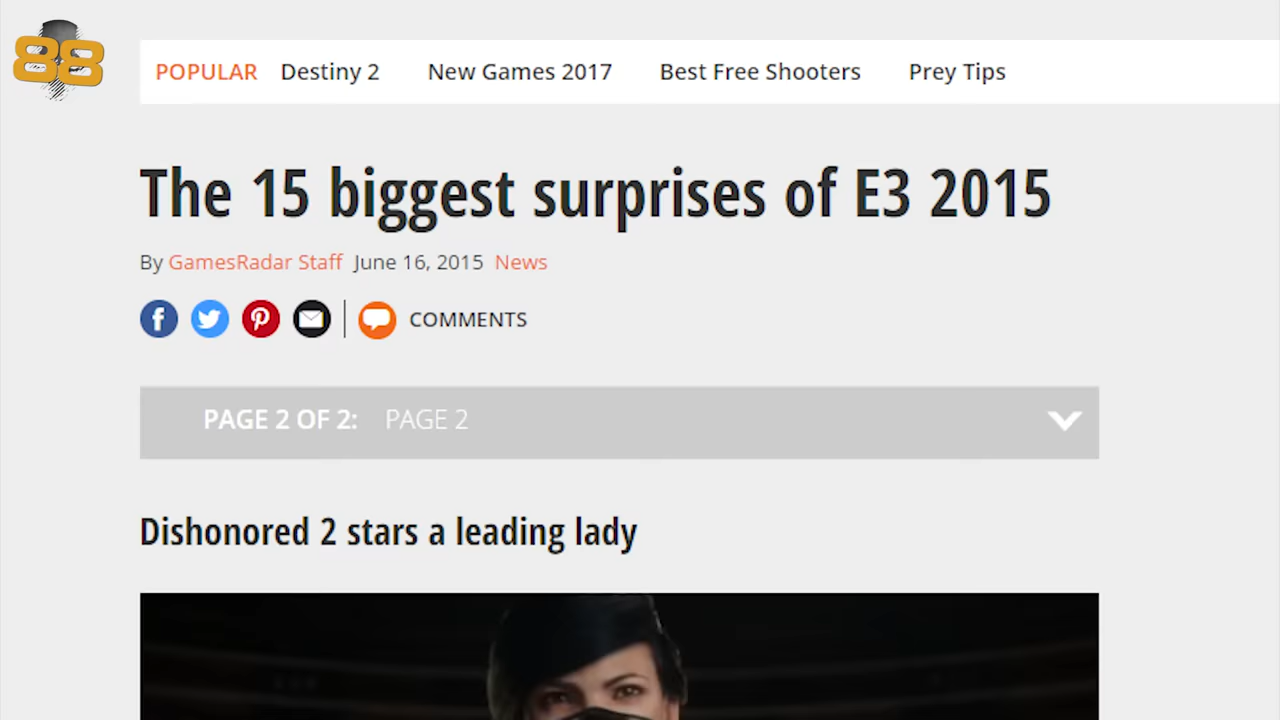 88
POPULAR Destiny 2 New Games 2017 Best Free Shooters Prey Tips
The 15 biggest surprises of E3 2015
By GamesRadar Staff June 16, 2015 News
COMMENTS
PAGE 2 OF 2: PAGE 2
Dishonored 2 stars a leading lady